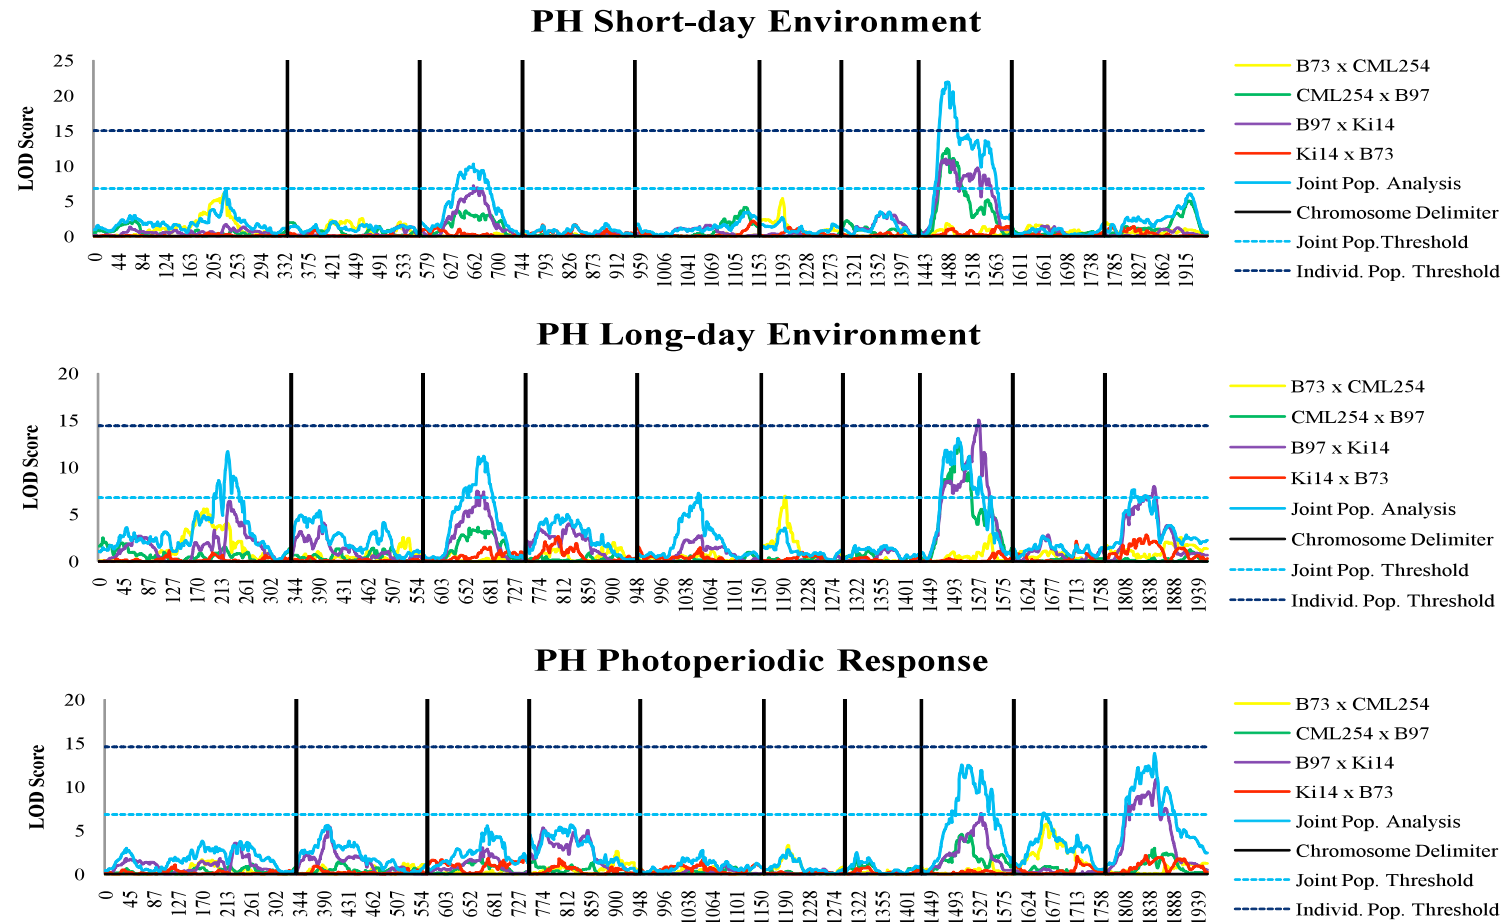 PH Short-day Environment
LOD Score
25
20
15
10
5
0
0 44 84 124 163 205 253 294 332 375 421 449 491 533 579 627 662 700 744 793 826 873 912 959 1006 1041 1069 1105 1153 1193 1228 1273 1321 1352 1397 1443 1488 1518 1563 1611 1661 1698 1738 1785 1827 1862 1915
B73 x CML254
CML254 x B97
B97 x Ki14
Ki14 x B73
Joint Pop. Analysis
Chromosome Delimiter
Joint Pop.Threshold
Individ. Pop. Threshold
PH Long-day Environment
LOD Score
20
15
10
5
0
0 45 87 127 170 213 261 302 344 390 431 462 507 554 603 652 681 727 774 812 859 900 948 996 1038 1064 1101 1150 1190 1228 1274 1322 1355 1401 1449 1493 1527 1575 1624 1677 1713 1758 1808 1838 1888 1939
B73 x CML254
CML254 x B97
B97 x Ki14
Ki14 x B73
Joint Pop. Analysis
Chromosome Delimiter
Joint Pop. Threshold
Individ. Pop. Threshold
PH Photoperiodic Response
LOD Score
20
15
10
5
0
0 45 87 127 170 213 261 302 344 390 431 462 507 554 603 652 681 727 774 812 859 900 948 996 1038 1064 1101 1150 1190 1228 1274 1322 1355 1401 1449 1493 1527 1575 1624 1677 1713 1758 1808 1838 1888 1939
B73 x CML254
CML254 x B97
B97 x Ki14
Ki14 x B73
Joint Pop. Analysis
Chromosome Delimiter
Joint Pop. Threshold
Individ. Pop. Threshold